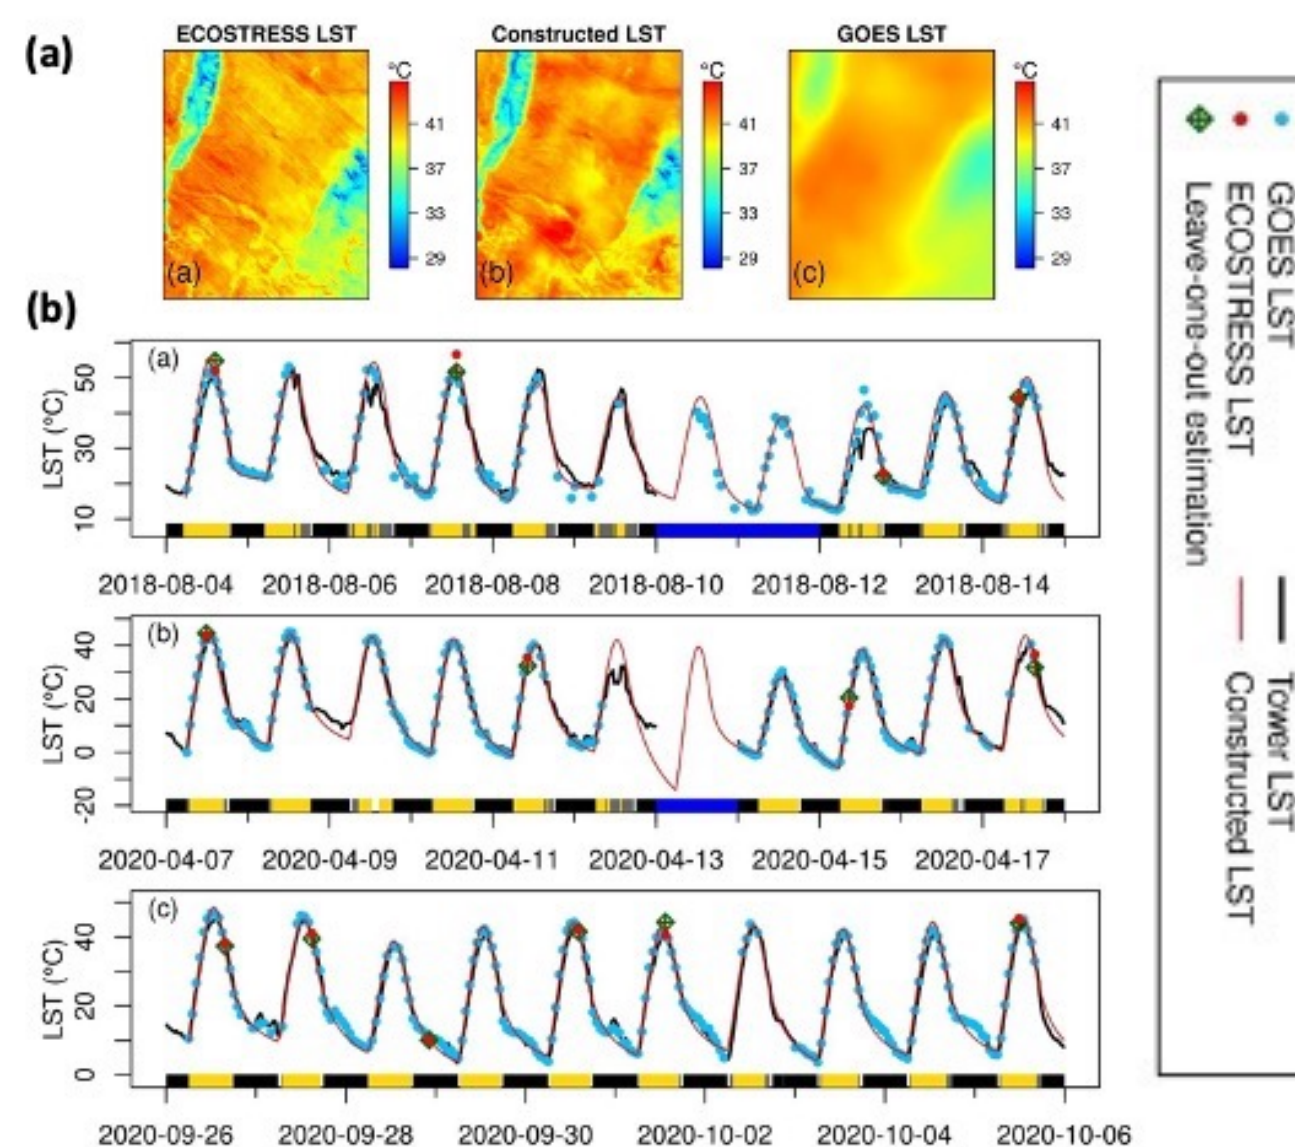 (a)
ECOSTRESS LST
Constructed LST
GOES LST
°C
41
37
33
29
(a)
°C
41
37
33
29
(b)
°C
41
37
33
29
(c)
(b)
(a)
LST (°C)
50
30
10
2018-08-04 2018-08-06 2018-08-08 2018-08-10 2018-08-12 2018-08-14
(b)
LST (°C)
40
20
0
-20
2020-04-07 2020-04-09 2020-04-11 2020-04-13 2020-04-15 2020-04-17
(c)
LST (°C)
40
20
0
2020-09-26 2020-09-28 2020-09-30 2020-10-02 2020-10-04 2020-10-06
GOES LST
ECOSTRESS LST
Leave-one-out estimation
Tower LST
Constructed LST